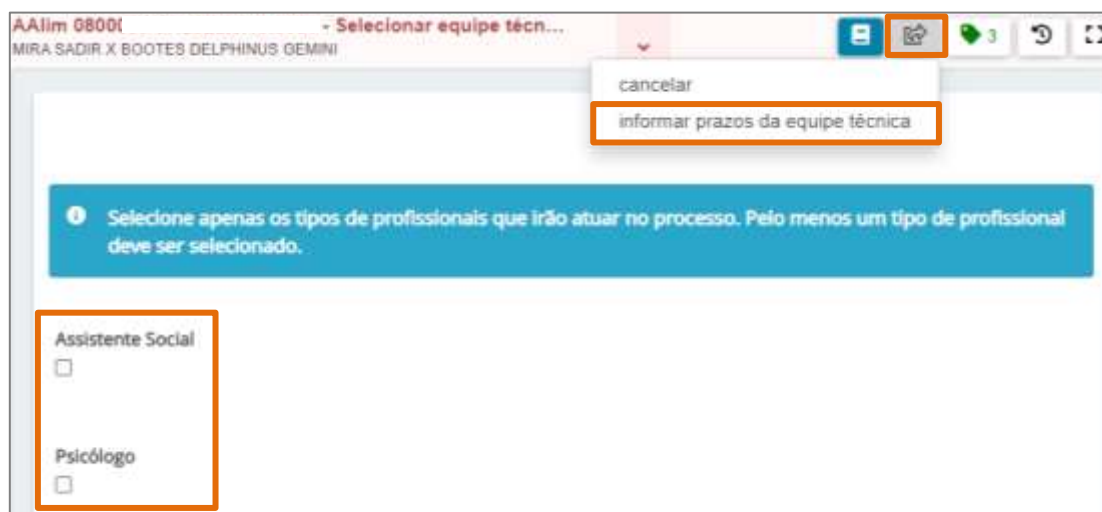 AAlim 0800( - Selecionar equipe técn...
MIRA SADIR X BOOTES DELPHINUS GEMINI
3
cancelar
informar prazos da equipe técnica
Selecione apenas os tipos de profissionais que irão atuar no processo. Pelo menos um tipo de profissional
deve ser selecionado.
Assistente Social
Psicólogo